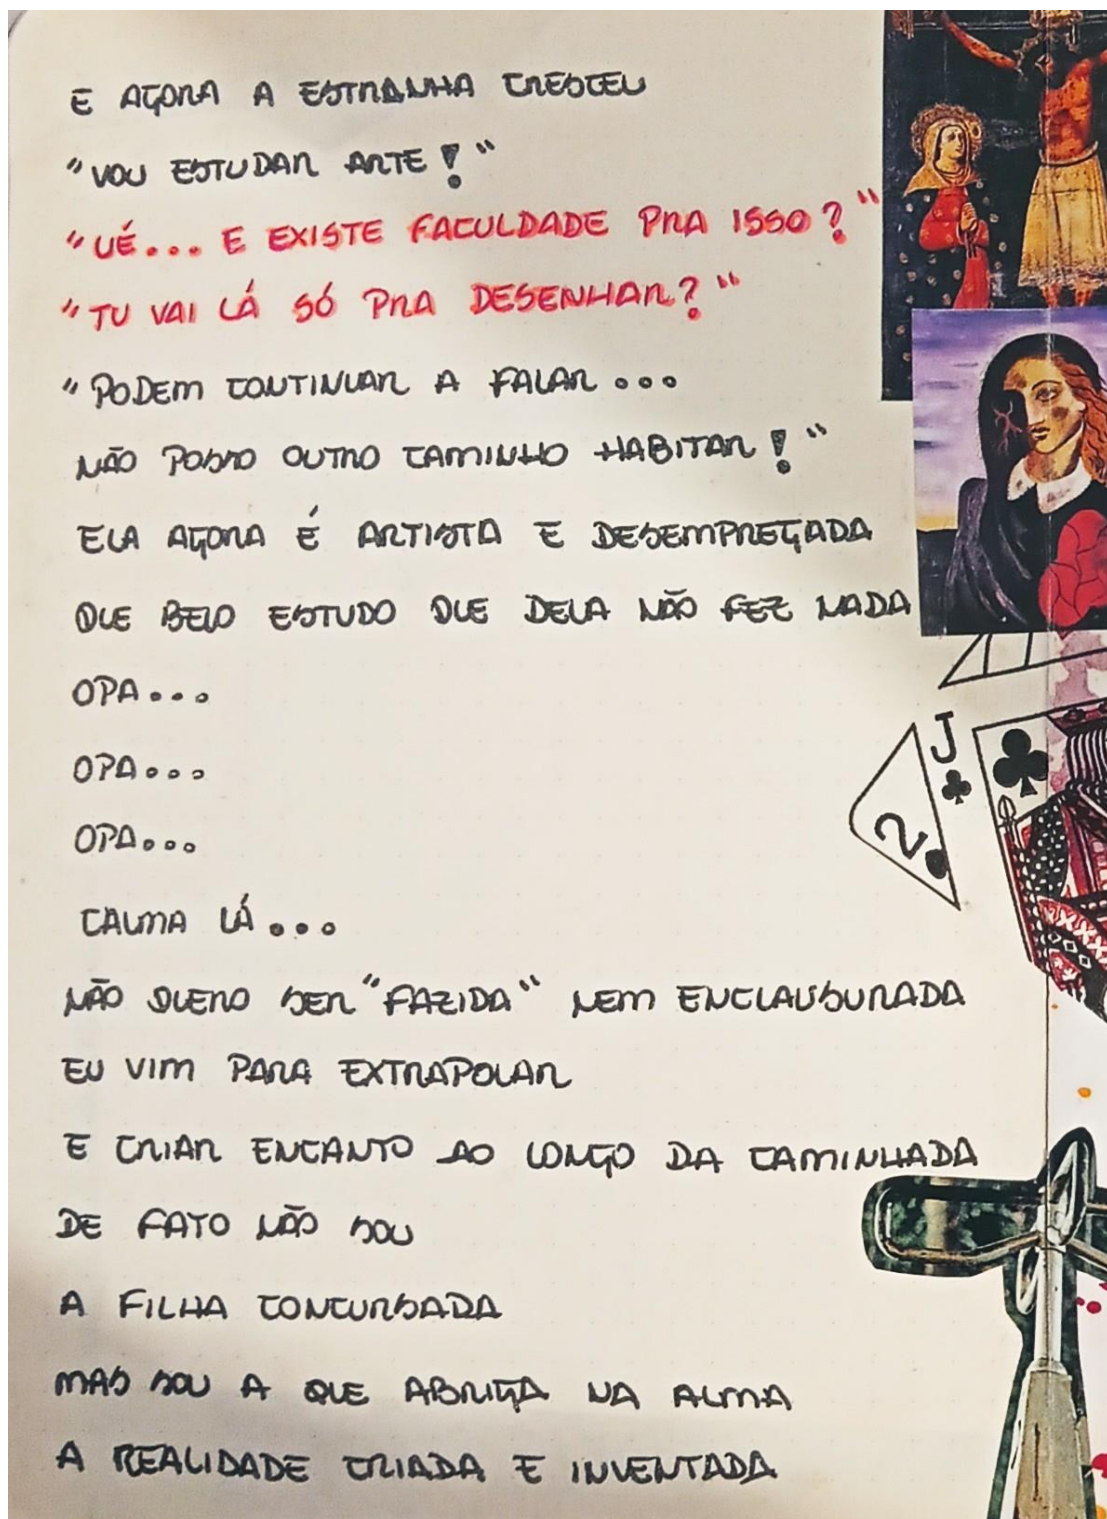 E AGORA A ESTRANHA CRESCEU
"VOU ESTUDAR ARTE!"
"UÉ... E EXISTE FACULDADE PRA ISSO?"
"TU VAI LÁ SÓ PRA DESENHAR?"
"PODEM CONTINUAR A FALAR...
NÃO POSSO OUTRO CAMINHO HABITAR!"
ELA AGORA É ARTISTA E DESEMPREGADA
QUE BELO ESTUDO QUE DELA NÃO FEZ NADA
OPA...
OPA...
OPA...
CALMA LÁ...
NÃO QUERO SER "FAZIDA" NEM ENCLAUSURADA
EU VIM PARA EXTRAPOLAR
E CRIAR ENCANTO AO LONGO DA CAMINHADA
DE FATO NÃO SOU
A FILHA CONCURSADA
MAS SOU A QUE ABRIGA NA ALMA
A REALIDADE CRIADA E INVENTADA
J
2